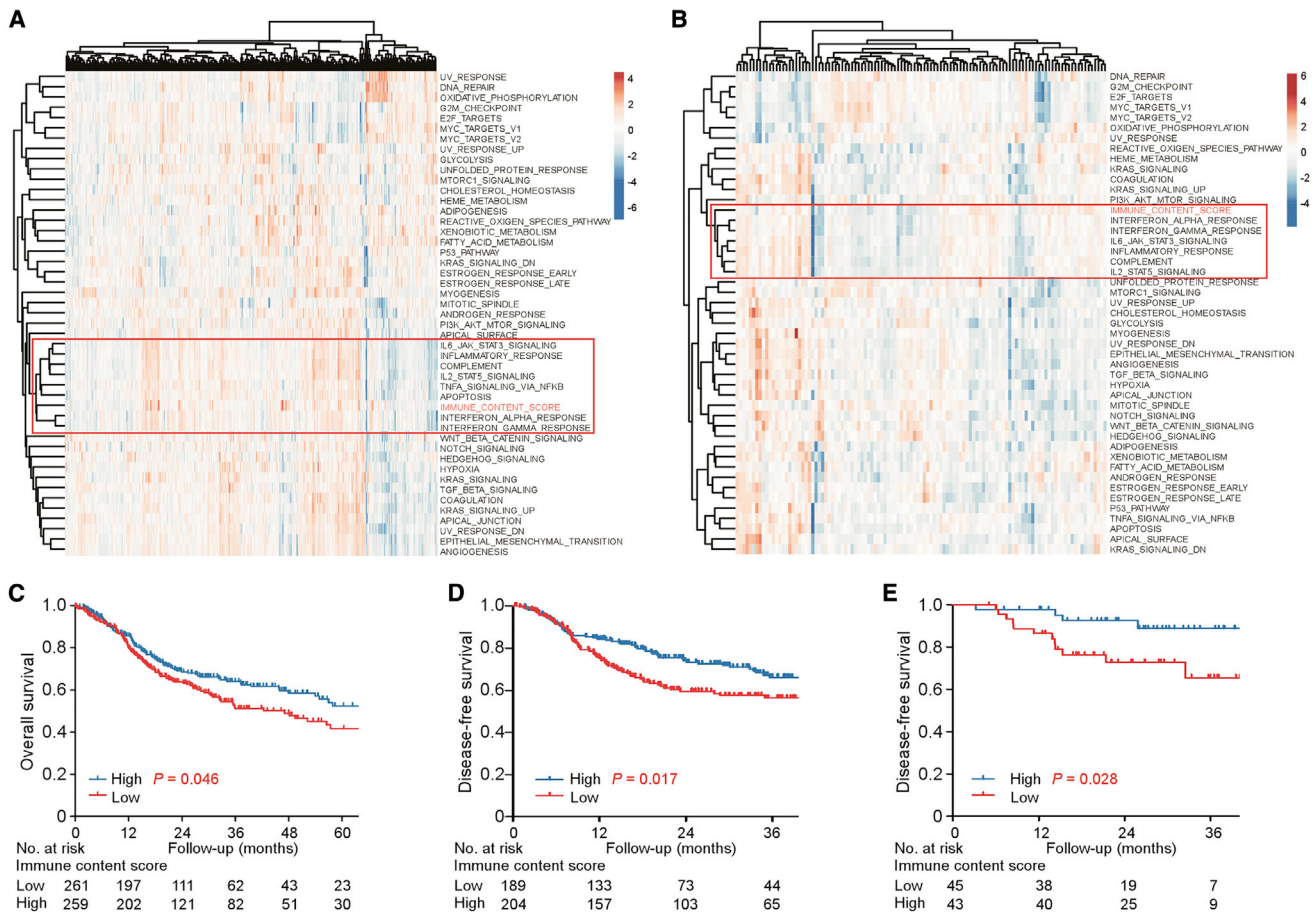 A
UV_RESPONSE
DNA_REPAIR
OXIDATIVE_PHOSPHORYLATION
G2M_CHECKPOINT
E2F_TARGETS
MYC_TARGETS_V1
MYC_TARGETS_V2
UV_RESPONSE_UP
GLYCOLYSIS
UNFOLDED_PROTEIN_RESPONSE
MTORC1_SIGNALING
CHOLESTEROL_HOMEOSTASIS
HEME_METABOLISM
ADIPOGENESIS
REACTIVE_OXIGEN_SPECIES_PATHWAY
XENOBIOTIC_METABOLISM
FATTY_ACID_METABOLISM
P53_PATHWAY
KRAS_SIGNALING_DN
ESTROGEN_RESPONSE_EARLY
ESTROGEN_RESPONSE_LATE
MYOGENESIS
MITOTIC_SPINDLE
ANDROGEN_RESPONSE
PI3K_AKT_MTOR_SIGNALING
APICAL_SURFACE
IL6_JAK_STAT3_SIGNALING
INFLAMMATORY_RESPONSE
COMPLEMENT
IL2_STAT5_SIGNALING
TNFA_SIGNALING_VIA_NFKB
APOPTOSIS
IMMUNE_CONTENT_SCORE
INTERFERON_ALPHA_RESPONSE
INTERFERON_GAMMA_RESPONSE
WNT_BETA_CATENIN_SIGNALING
NOTCH_SIGNALING
HEDGEHOG_SIGNALING
HYPOXIA
KRAS_SIGNALING
TGF_BETA_SIGNALING
COAGULATION
KRAS_SIGNALING_UP
APICAL_JUNCTION
UV_RESPONSE_DN
EPITHELIAL_MESENCHYMAL_TRANSITION
ANGIOGENESIS
4
2
0
-2
-4
-6
B
DNA_REPAIR
G2M_CHECKPOINT
E2F_TARGETS
MYC_TARGETS_V1
MYC_TARGETS_V2
OXIDATIVE_PHOSPHORYLATION
UV_RESPONSE
REACTIVE_OXIGEN_SPECIES_PATHWAY
HEME_METABOLISM
KRAS_SIGNALING
COAGULATION
KRAS_SIGNALING_UP
PI3K_AKT_MTOR_SIGNALING
IMMUNE_CONTENT_SCORE
INTERFERON_ALPHA_RESPONSE
INTERFERON_GAMMA_RESPONSE
IL6_JAK_STAT3_SIGNALING
INFLAMMATORY_RESPONSE
COMPLEMENT
IL2_STAT5_SIGNALING
UNFOLDED_PROTEIN_RESPONSE
MTORC1_SIGNALING
UV_RESPONSE_UP
CHOLESTEROL_HOMEOSTASIS
GLYCOLYSIS
MYOGENESIS
UV_RESPONSE_DN
EPITHELIAL_MESENCHYMAL_TRANSITION
ANGIOGENESIS
TGF_BETA_SIGNALING
HYPOXIA
APICAL_JUNCTION
MITOTIC_SPINDLE
NOTCH_SIGNALING
WNT_BETA_CATENIN_SIGNALING
HEDGEHOG_SIGNALING
ADIPOGENESIS
XENOBIOTIC_METABOLISM
FATTY_ACID_METABOLISM
ANDROGEN_RESPONSE
ESTROGEN_RESPONSE_EARLY
ESTROGEN_RESPONSE_LATE
P53_PATHWAY
TNFA_SIGNALING_VIA_NFKB
APOPTOSIS
APICAL_SURFACE
KRAS_SIGNALING_DN
6
4
2
0
-2
-4
C
Overall survival
1.0
0.8
0.6
0.4
0.2
0
High P = 0.046
Low
0 12 24 36 48 60
No. at risk Follow-up (months)
Immune content score
Low 261 197 111 62 43 23
High 259 202 121 82 51 30
D
Disease-free survival
1.0
0.8
0.6
0.4
0.2
0
High P = 0.017
Low
0 12 24 36
No. at risk Follow-up (months)
Immune content score
Low 189 133 73 44
High 204 157 103 65
E
Disease-free survival
1.0
0.8
0.6
0.4
0.2
0
High P = 0.028
Low
0 12 24 36
No. at risk Follow-up (months)
Immune content score
Low 45 38 19 7
High 43 40 25 9